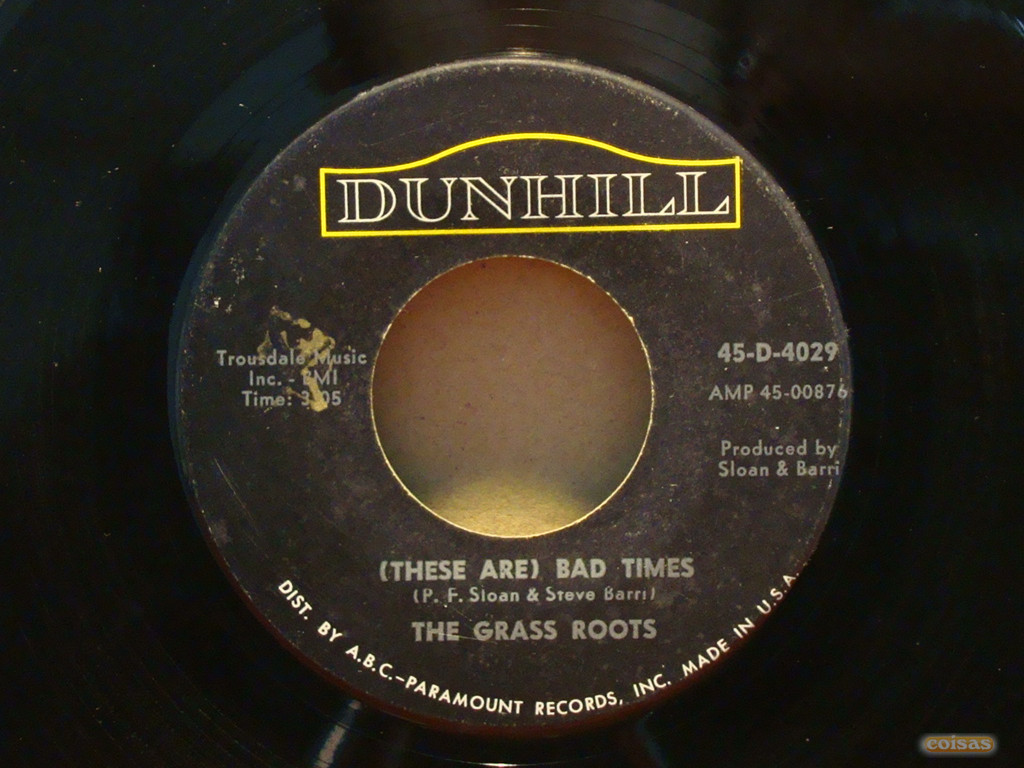 DUNHILL
Trousdale Music
Inc. - BMI
Time: 3:05
45-D-4029
AMP 45-00876
Produced by
Sloan & Barri
(THESE ARE) BAD TIMES
(P. F. Sloan & Steve Barri)
THE GRASS ROOTS
DIST. BY A.B.C.-PARAMOUNT RECORDS, INC. MADE IN U.S.A.
coisas